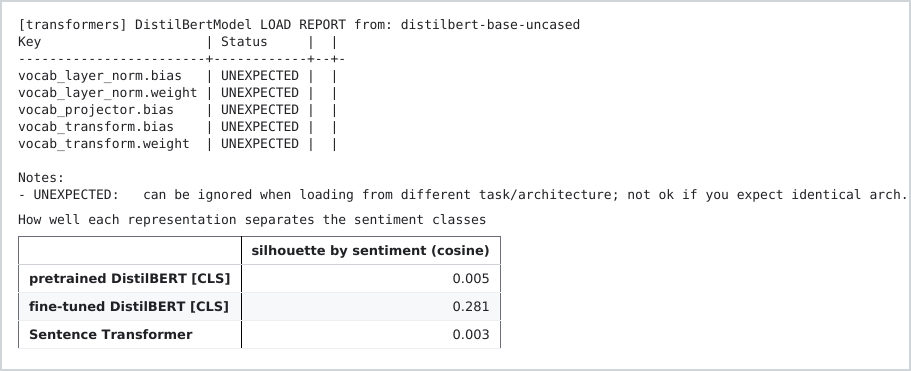 [transformers] DistilBertModel LOAD REPORT from: distilbert-base-uncased
Key                     | Status     |  |
------------------------+------------+--+-
vocab_layer_norm.bias   | UNEXPECTED |  |
vocab_layer_norm.weight | UNEXPECTED |  |
vocab_projector.bias    | UNEXPECTED |  |
vocab_transform.bias    | UNEXPECTED |  |
vocab_transform.weight  | UNEXPECTED |  |

Notes:
- UNEXPECTED:   can be ignored when loading from different task/architecture; not ok if you expect identical arch.
How well each representation separates the sentiment classes
silhouette by sentiment (cosine)
pretrained DistilBERT [CLS] 0.005
fine-tuned DistilBERT [CLS] 0.281
Sentence Transformer 0.003